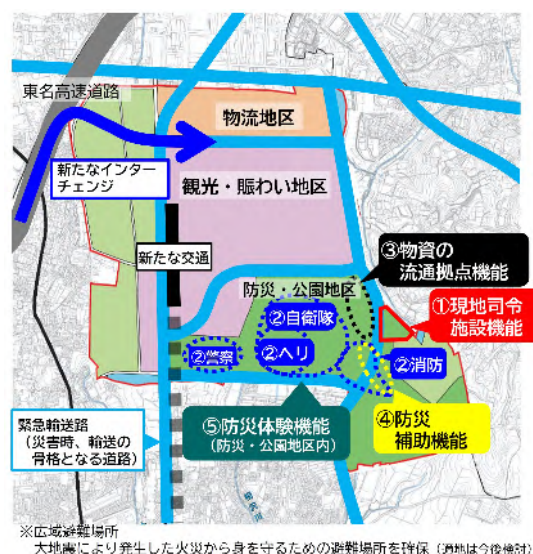 東名高速道路
物流地区
新たなインター
チェンジ
観光・賑わい地区
新たな交通
③物資の
流通拠点機能
防災・公園地区
①現地司令
施設機能
②自衛隊
②警察
②ヘリ
②消防
⑤防災体験機能
(防災・公園地区内)
④防災
補助機能
緊急輸送路
(災害時、輸送の
骨格となる道路)
※広域避難場所
大地震により発生した火災から身を守るための避難場所を確保(適地は今後検討)